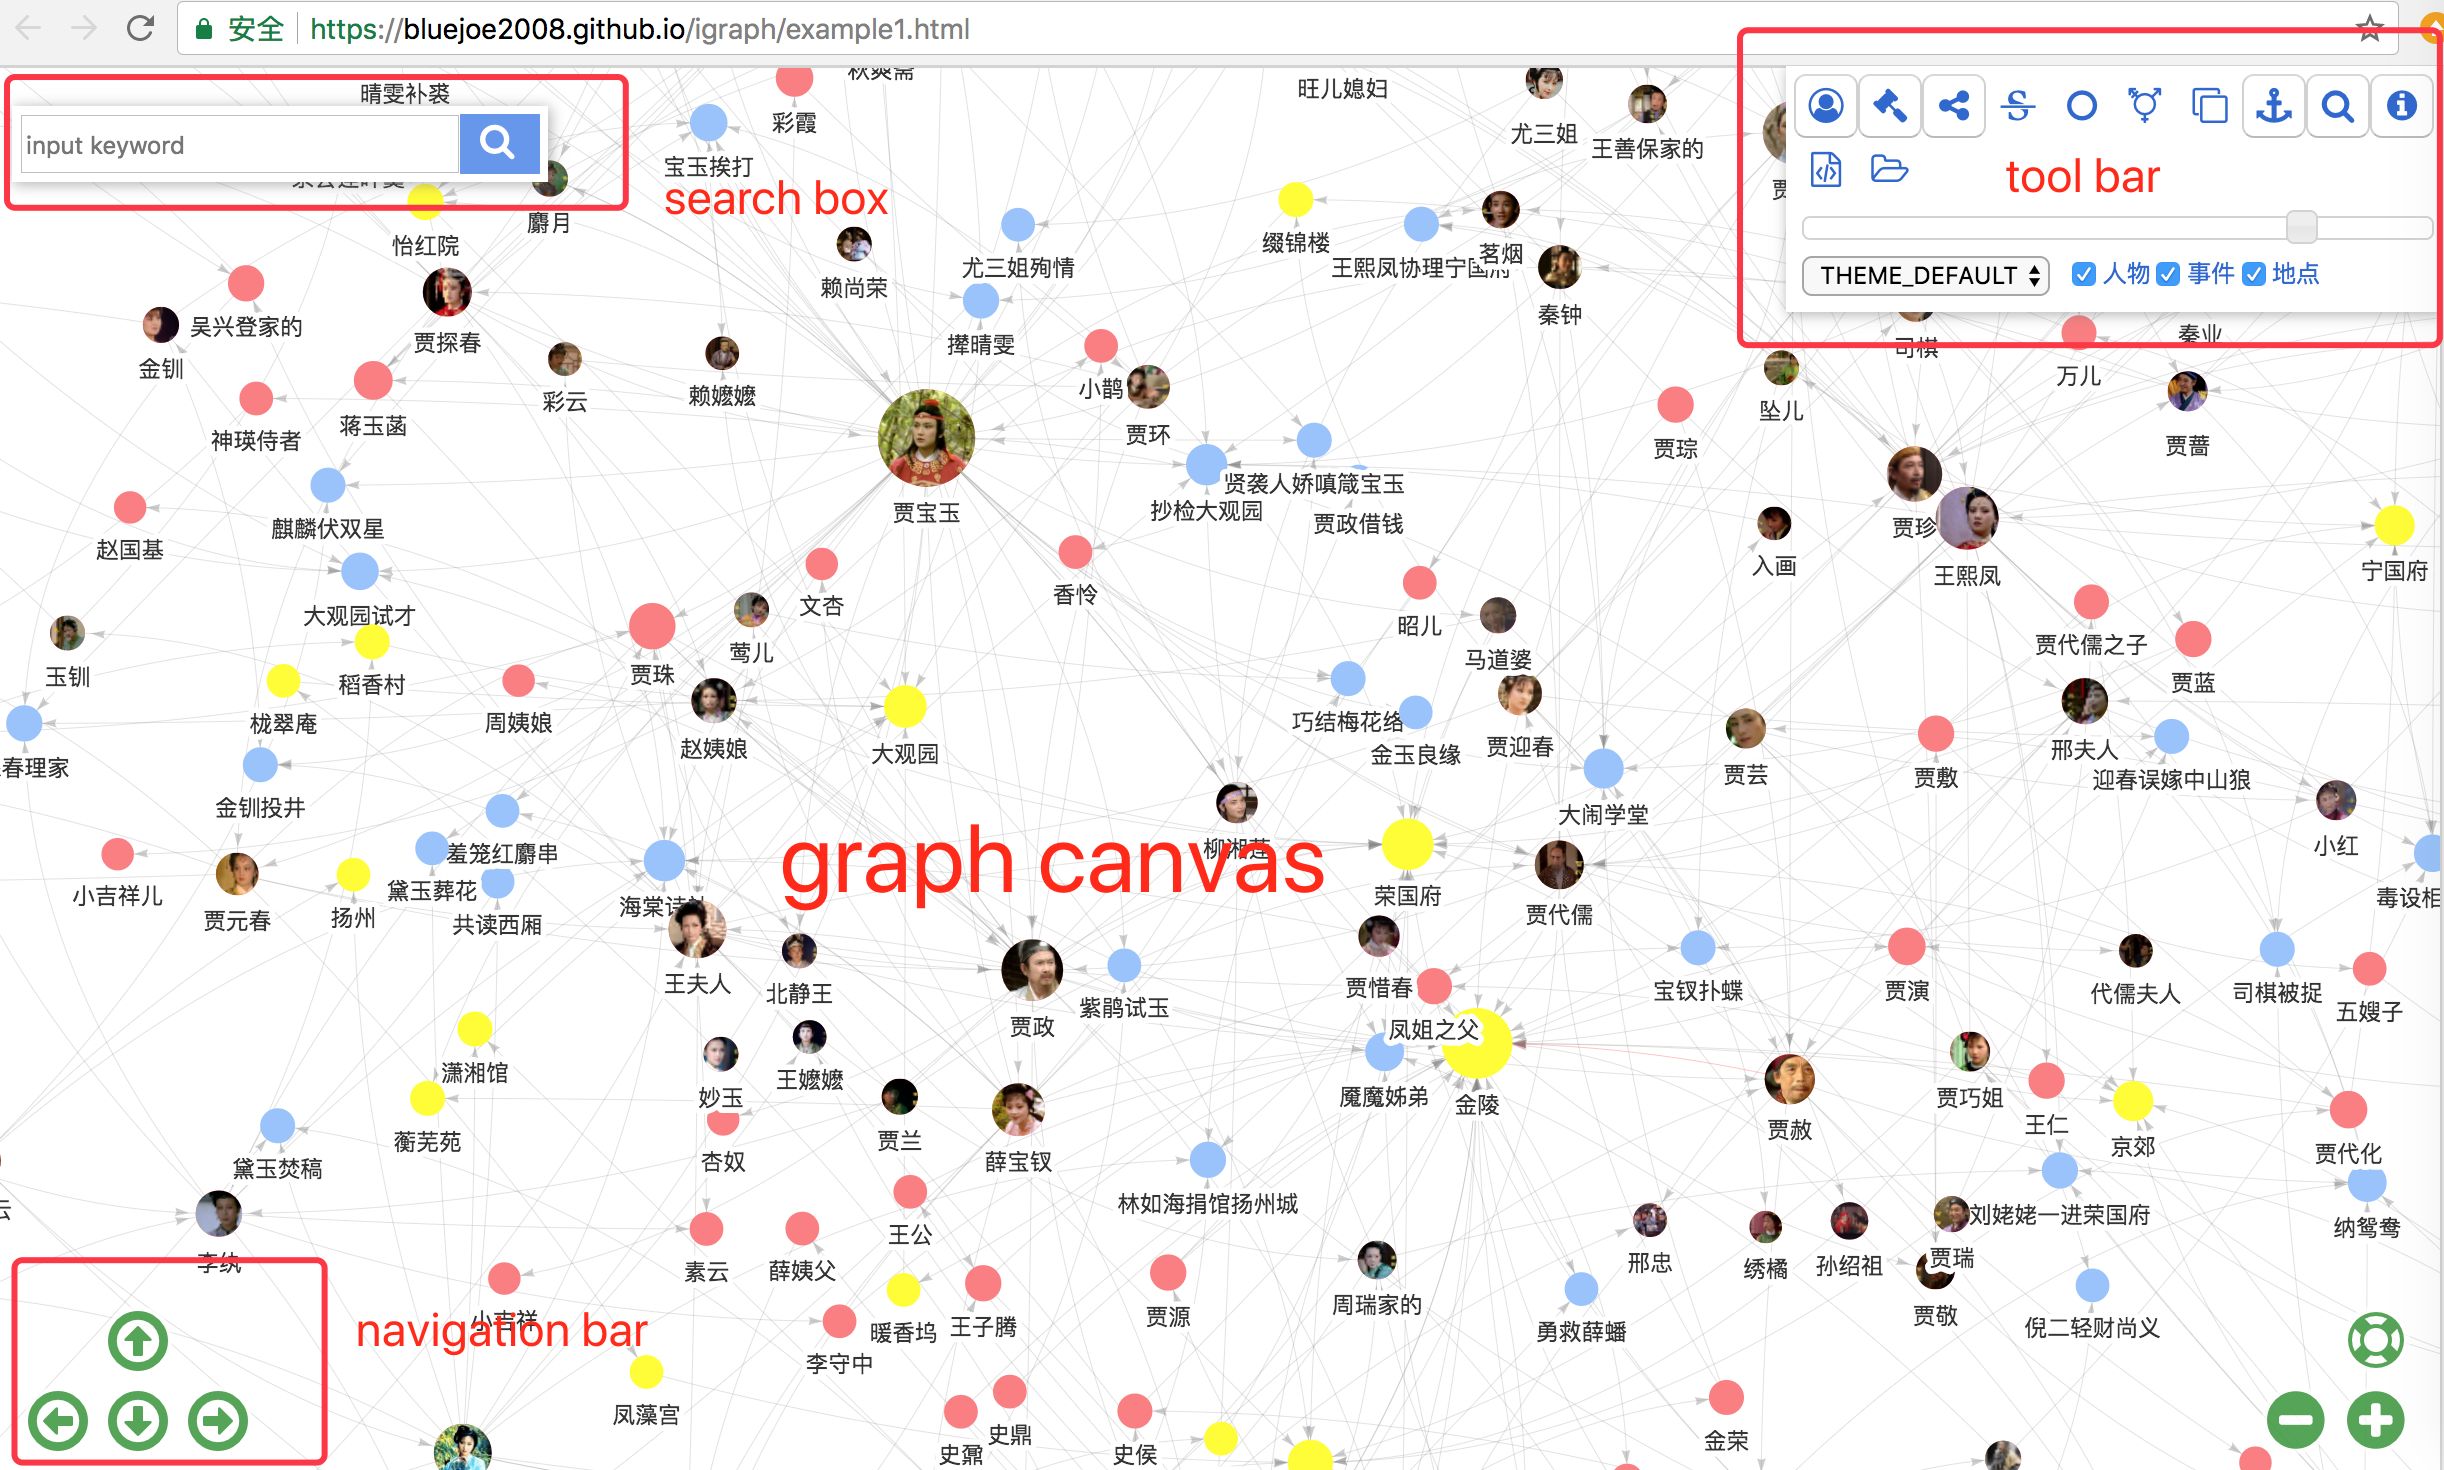 安全 https://bluejoe2008.github.io/igraph/example1.html
晴雯补裘
旺儿媳妇
彩霞
尤三姐
王善保家的
input keyword
宝玉挨打
search box
tool bar
麝月
怡红院
缀锦楼
茗烟
尤三姐殉情
王熙凤协理宁国府
赖尚荣
THEME_DEFAULT
人物 事件 地点
吴兴登家的
贾探春
秦钟
撵晴雯
秦业
司棋
金钏
万儿
小鹊
彩云
赖嬷嬷
坠儿
神瑛侍者
蒋玉菡
贾环
贾琮
贾蔷
贤袭人娇嗔箴宝玉
贾宝玉
抄检大观园
贾政借钱
麒麟伏双星
贾珍
赵国基
入画
王熙凤
宁国府
香怜
文杏
大观园试才
昭儿
贾代儒之子
莺儿
马道婆
玉钏
稻香村
贾珠
贾蓝
栊翠庵
周姨娘
巧结梅花络
赵姨娘
大观园
金玉良缘
贾迎春
邢夫人
春理家
贾芸
贾敷
迎春误嫁中山狼
金钏投井
大闹学堂
graph canvas
柳湘莲
小红
羞笼红麝串
小吉祥儿
黛玉葬花
荣国府
毒设相
贾元春
扬州
共读西厢
海棠诗社
贾代儒
王夫人
北静王
贾惜春
宝钗扑蝶
贾演
代儒夫人
司棋被捉
紫鹃试玉
五嫂子
贾政
凤姐之父
潇湘馆
王嬷嬷
妙玉
魇魔姊弟
金陵
贾巧姐
蘅芜苑
贾兰
贾赦
王仁
京郊
黛玉焚稿
杏奴
薛宝钗
贾代化
林如海捐馆扬州城
云
刘姥姥一进荣国府
纳鸳鸯
王公
李纨
素云
薛姨父
邢忠
绣橘
孙绍祖
贾瑞
周瑞家的
贾源
贾敬
小吉祥
navigation bar
暖香坞
王子腾
勇救薛蟠
倪二轻财尚义
李守中
凤藻宫
史鼐
史鼎
史侯
金荣